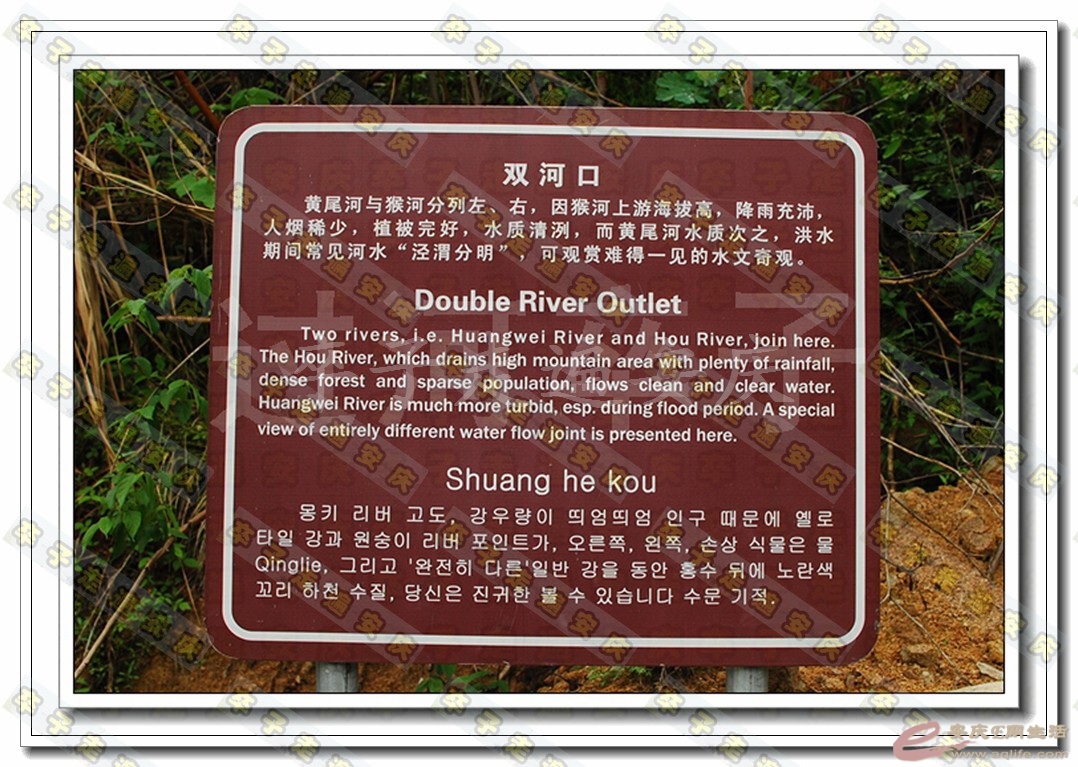 双河口
黄尾河与猴河分列左、右，因猴河上游海拔高，降雨充沛，
人烟稀少，植被完好，水质清洌，而黄尾河水质次之，洪水
期间常见河水“泾渭分明”，可观赏难得一见的水文奇观。
Double River Outlet
Two rivers, i.e. Huangwei River and Hou River, join here.
The Hou River, which drains high mountain area with plenty of rainfall,
dense forest and sparse population, flows clean and clear water.
Huangwei River is much more turbid, esp. during flood period. A special
view of entirely different water flow joint is presented here.
Shuang he kou
몽키 리버 고도, 강우량이 띄엄띄엄 인구 때문에 옐로
타일 강과 원숭이 리버 포인트가, 오른쪽, 왼쪽, 손상 식물은 물
Qinglie, 그리고 '완전히 다른'일반 강을 동안 홍수 뒤에 노란색
꼬리 하천 수질, 당신은 진귀한 볼 수 있습니다 수문 기적.
www.aqlife.com